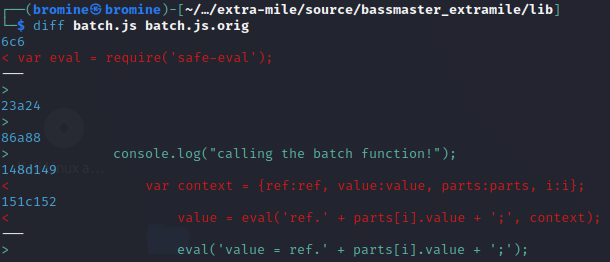 ┌──(bromine㉿bromine)-[~/…/extra-mile/source/bassmaster_extramile/lib]
└─$ diff batch.js batch.js.orig
6c6
< var eval = require('safe-eval');
---
>
23a24
>
86a88
>             console.log("calling the batch function!");
148d149
<                 var context = {ref:ref, value:value, parts:parts, i:i};
151c152
<                     value = eval('ref.' + parts[i].value + ';', context);
---
>                     eval('value = ref.' + parts[i].value + ';');